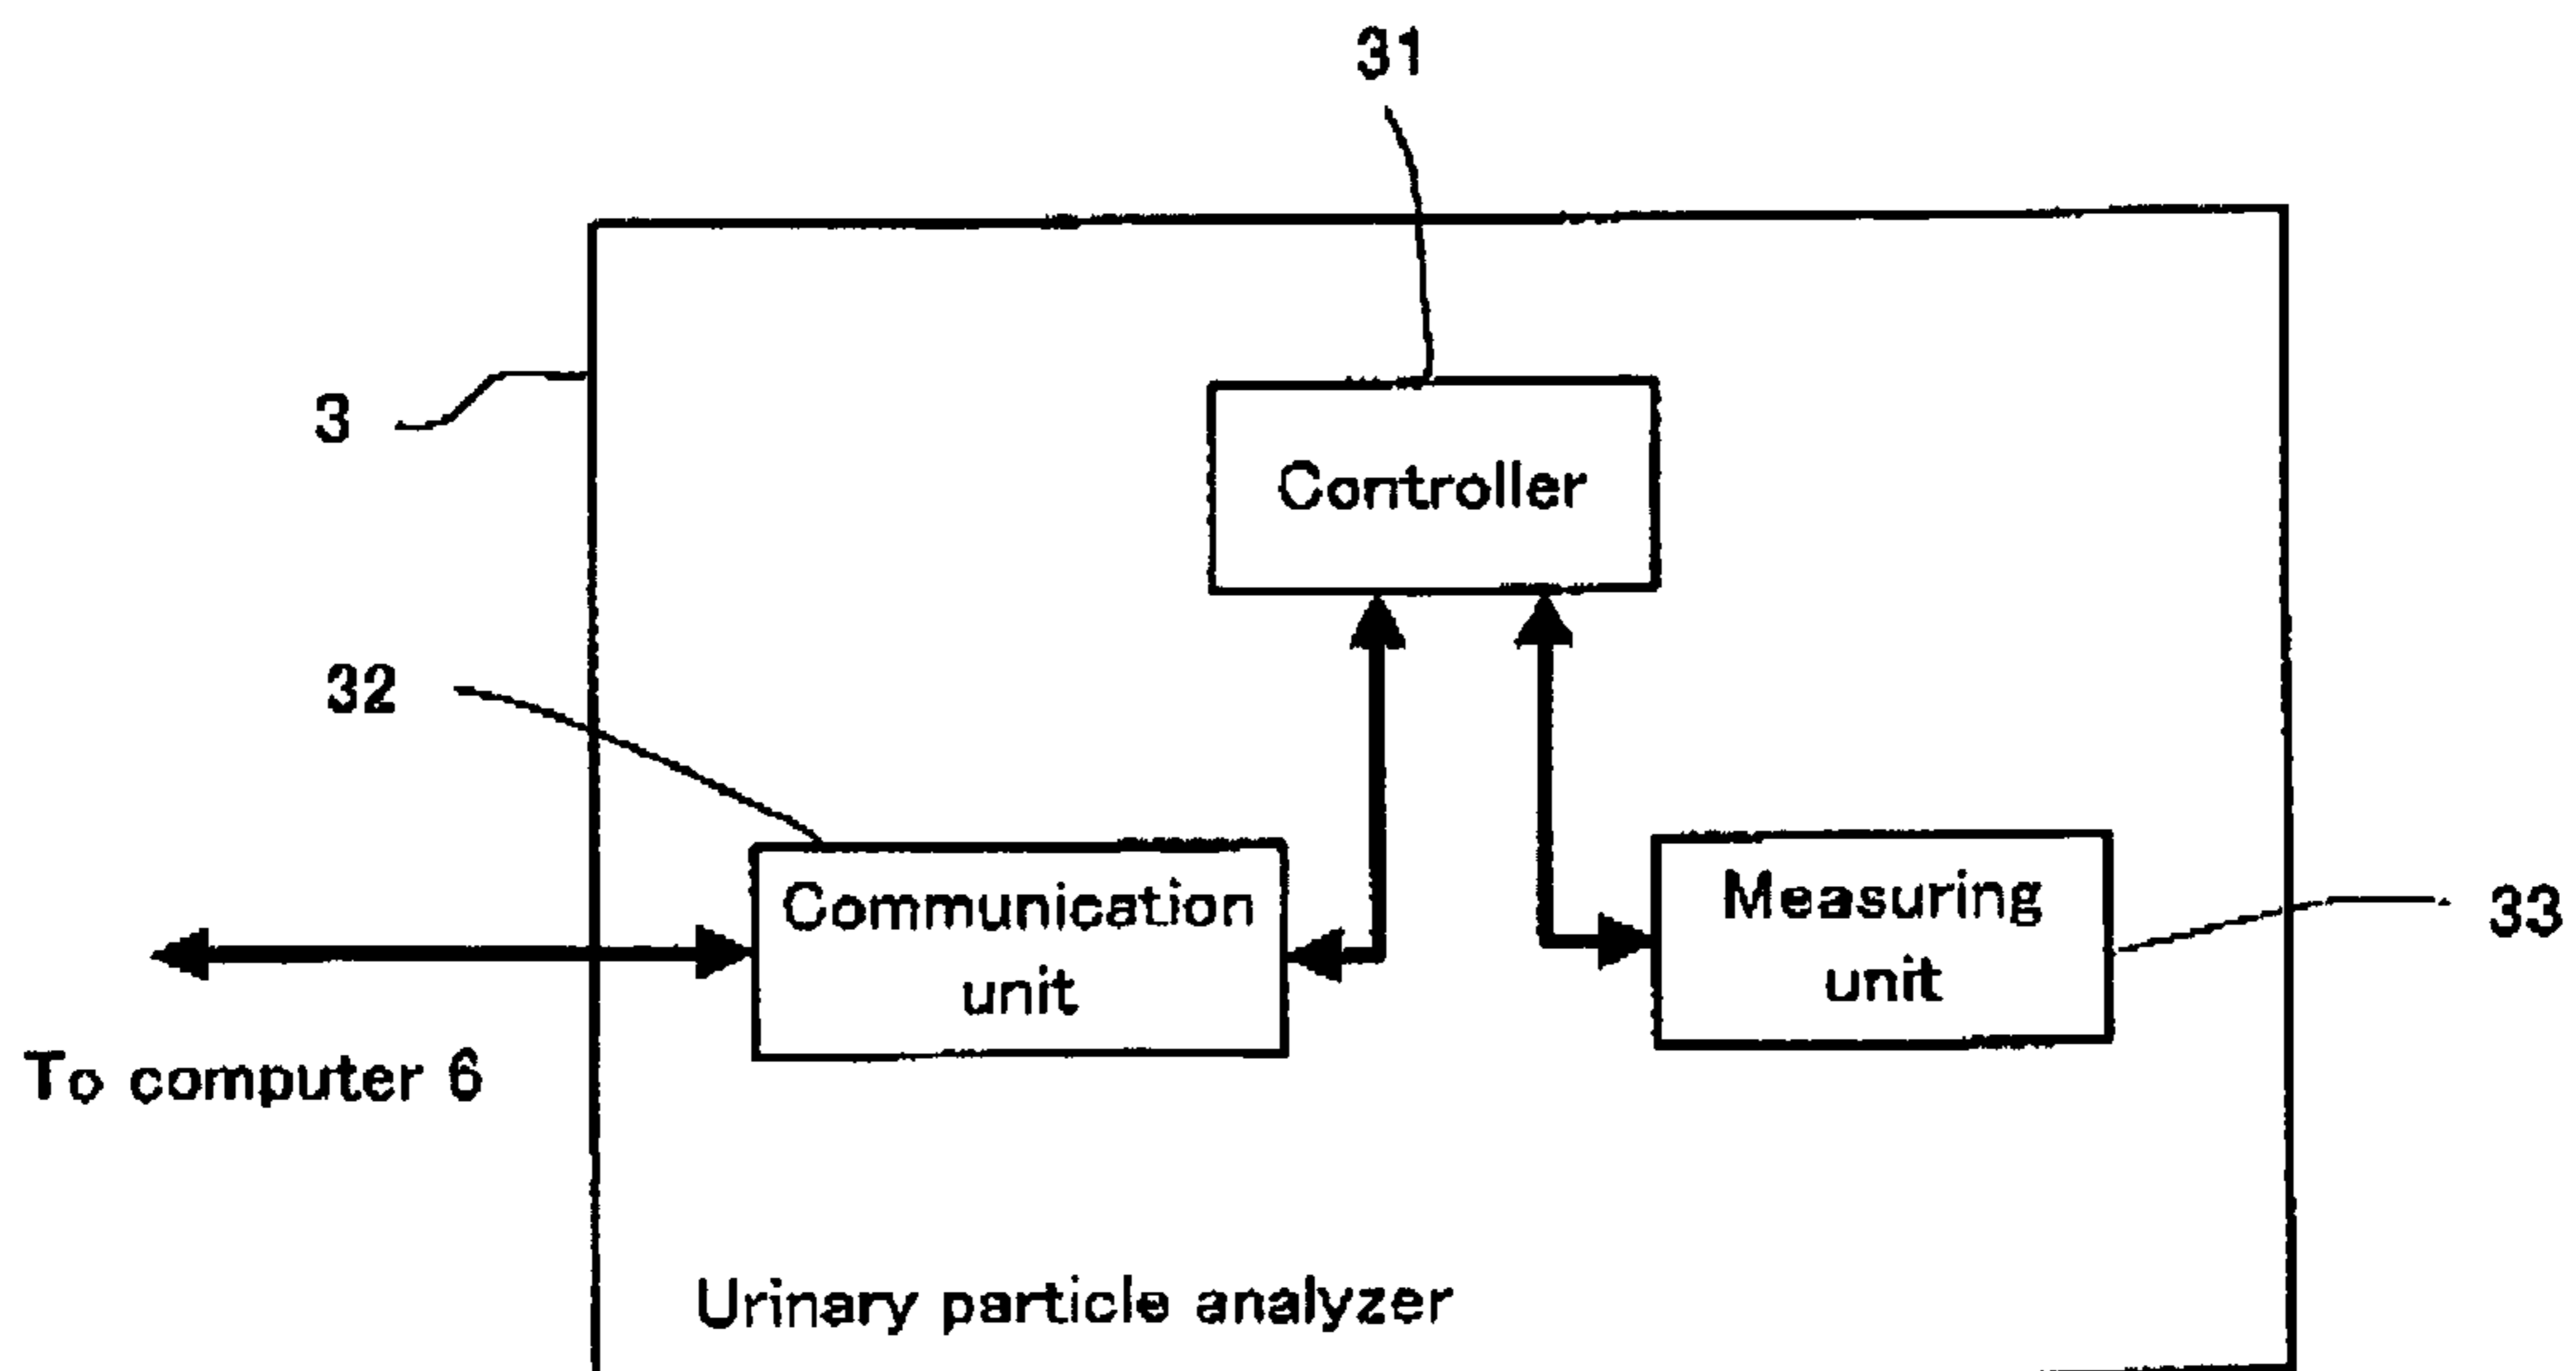 31
3
Controller
32
Communication
unit
Measuring
unit
33
To computer 6
Urinary particle analyzer